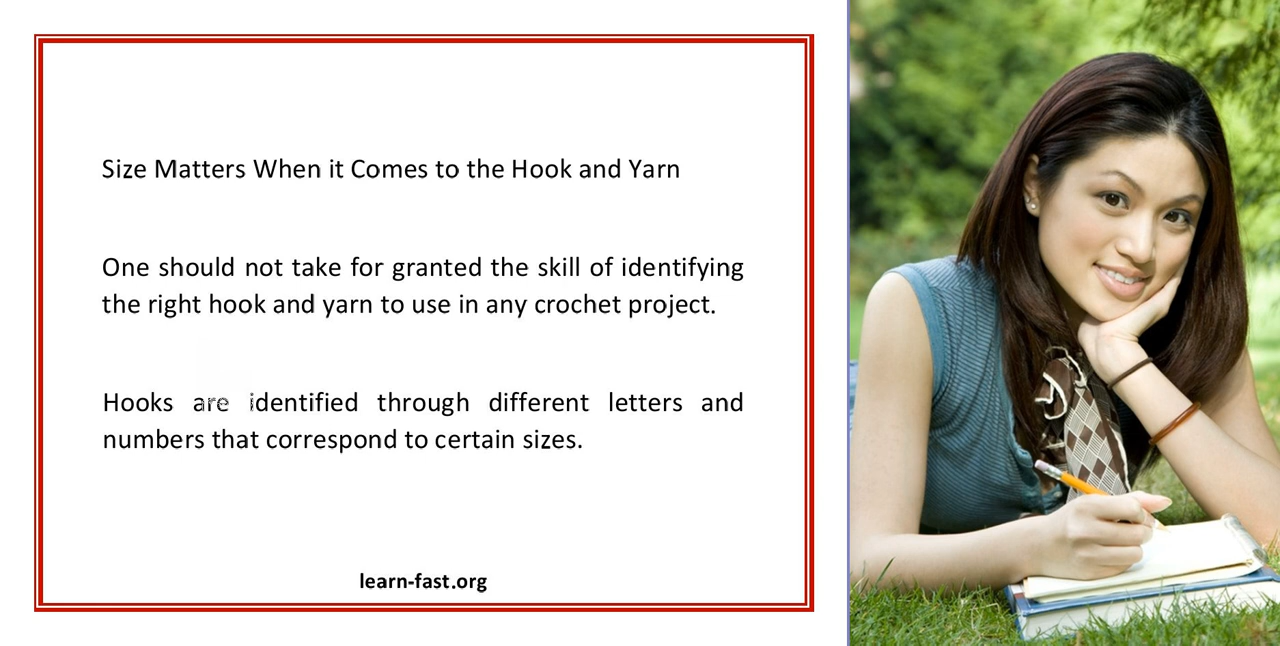 Size Matters When it Comes to the Hook and Yarn
One should not take for granted the skill of identifying
the right hook and yarn to use in any crochet project.
Hooks are identified through different letters and
numbers that correspond to certain sizes.
learn-fast.org